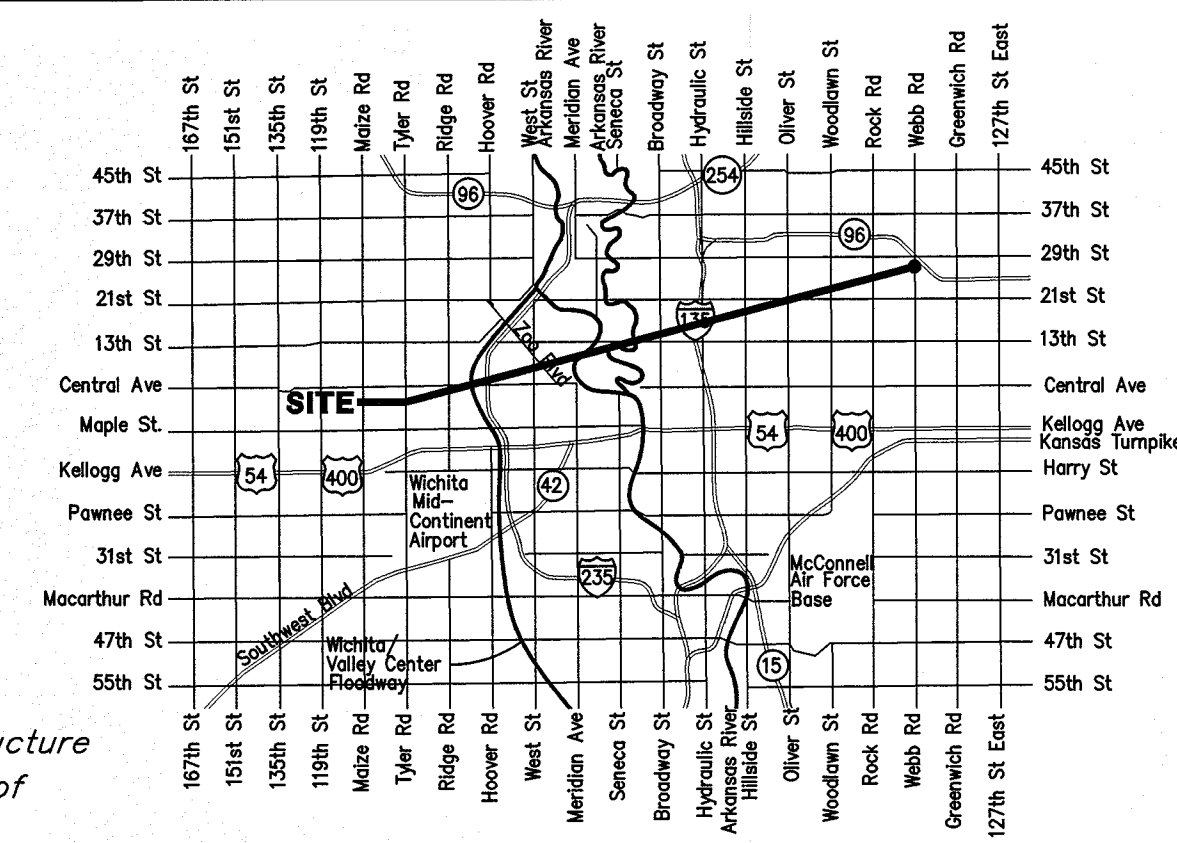 167th St
151st St
135th St
119th St
Maize Rd
Tyler Rd
Ridge Rd
Hoover Rd
West St
Arkansas River
Meridian Ave
Arkansas River
Seneca St
Broadway St
Hydraulic St
Hillside St
Oliver St
Woodlawn St
Rock Rd
Webb Rd
Greenwich Rd
127th St East
45th St
37th St
29th St
21st St
13th St
Central Ave
Maple St.
Kellogg Ave
Pawnee St
31st St
Macarthur Rd
47th St
55th St
96
254
96
135
Zoo Blvd
SITE
54
400
54
400
42
Wichita
Mid-
Continent
Airport
235
McConnell
Air Force
Base
Southwest Blvd
Wichita/
Valley Center
Floodway
15
45th St
37th St
29th St
21st St
13th St
Central Ave
Kellogg Ave
Kansas Turnpike
Harry St
Pawnee St
31st St
Macarthur Rd
47th St
55th St
167th St
151st St
135th St
119th St
Maize Rd
Tyler Rd
Ridge Rd
Hoover Rd
West St
Meridian Ave
Seneca St
Broadway St
Hydraulic St
Arkansas River
Hillside St
Oliver St
Woodlawn St
Rock Rd
Webb Rd
Greenwich Rd
127th St East
ucture
of